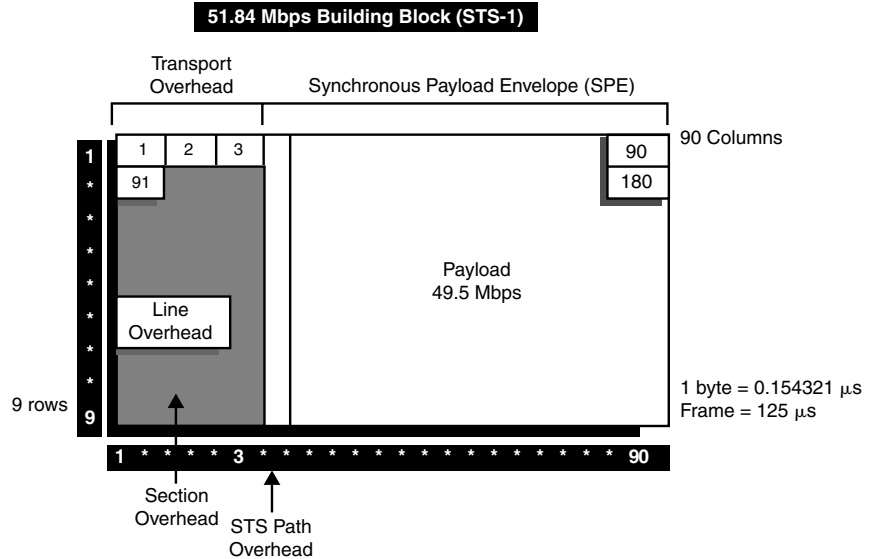 51.84 Mbps Building Block (STS-1)
Transport
Overhead
Synchronous Payload Envelope (SPE)
90 Columns
1
*
*
*
*
*
*
*
9
1
2
3
90
91
180
Payload
49.5 Mbps
Line
Overhead
9 rows
1 byte = 0.154321 μs
Frame = 125 μs
1 * * * * 3 * * * * * * * * * * * * * * * 90
Section
Overhead
STS Path
Overhead